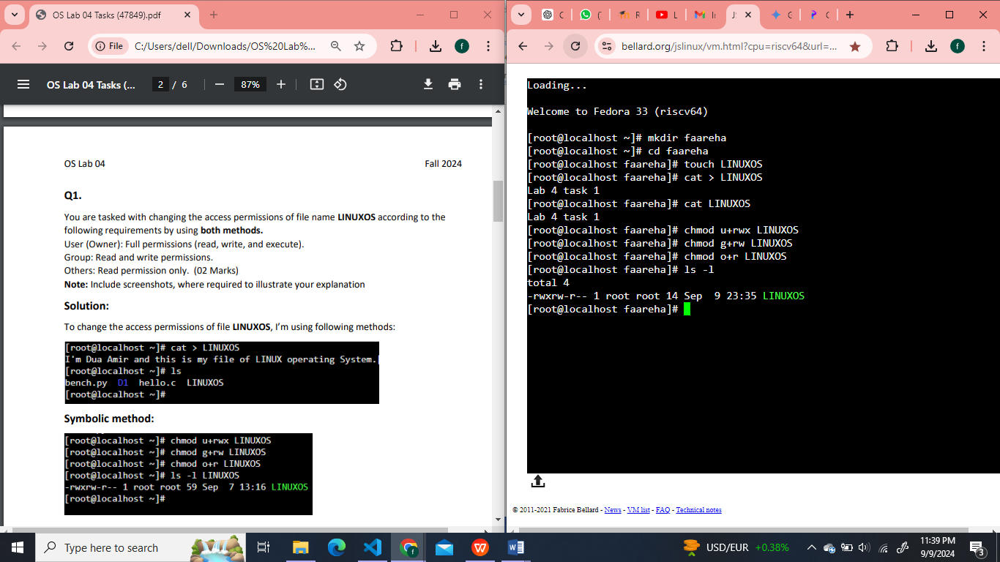 OS Lab 04 Tasks (47849).pdf
File
C:/Users/dell/Downloads/OS%20Lab%...
f
OS Lab 04 Tasks (...
2 / 6
87%
OS Lab 04
Fall 2024
Q1.
You are tasked with changing the access permissions of file name LINUXOS according to the
following requirements by using both methods.
User (Owner): Full permissions (read, write, and execute).
Group: Read and write permissions.
Others: Read permission only. (02 Marks)
Note: Include screenshots, where required to illustrate your explanation
Solution:
To change the access permissions of file LINUXOS, I'm using following methods:
[root@localhost ~]# cat > LINUXOS
I'm Dua Amir and this is my file of LINUX operating System.
[root@localhost ~]# ls
bench.py D1 hello.c LINUXOS
[root@localhost ~]#
Symbolic method:
[root@localhost ~]# chmod u+rwx LINUXOS
[root@localhost ~]# chmod g+rw LINUXOS
[root@localhost ~]# chmod o+r LINUXOS
[root@localhost ~]# ls -l LINUXOS
-rwxrw-r-- 1 root root 59 Sep 7 13:16 LINUXOS
[root@localhost ~]#
bellard.org/jslinux/vm.html?cpu=riscv64&url=...
f
Loading...
Welcome to Fedora 33 (riscv64)
[root@localhost ~]# mkdir faareha
[root@localhost ~]# cd faareha
[root@localhost faareha]# touch LINUXOS
[root@localhost faareha]# cat > LINUXOS
Lab 4 task 1
[root@localhost faareha]# cat LINUXOS
Lab 4 task 1
[root@localhost faareha]# chmod u+rwx LINUXOS
[root@localhost faareha]# chmod g+rw LINUXOS
[root@localhost faareha]# chmod o+r LINUXOS
[root@localhost faareha]# ls -l
total 4
-rwxrw-r-- 1 root root 14 Sep 9 23:35 LINUXOS
[root@localhost faareha]#
© 2011-2021 Fabrice Bellard - News - VM list - FAQ - Technical notes
Type here to search
USD/EUR +0.38%
11:39 PM
9/9/2024
3